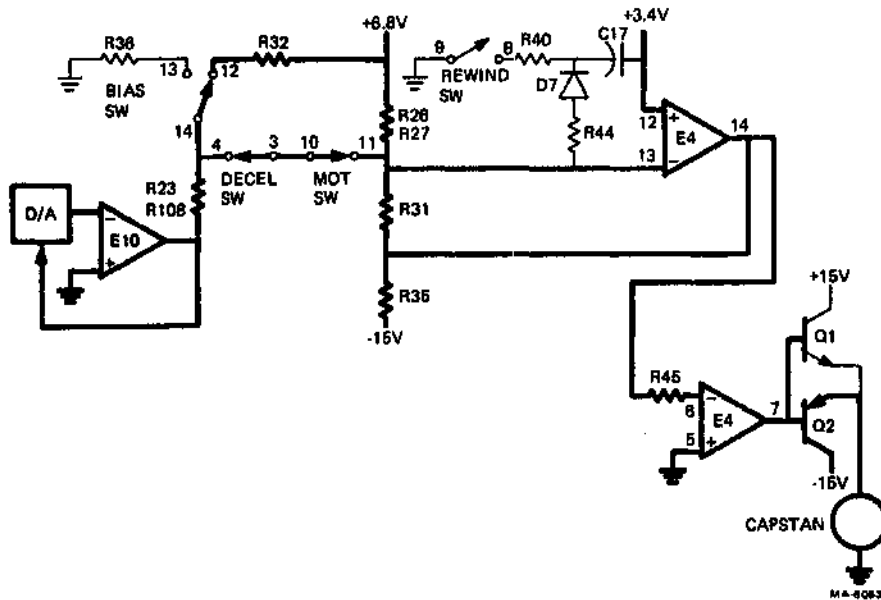 R36
13
BIAS
SW
12
R32
+6.8V
14
9
REWIND
SW
8
R40
C17
+3.4V
D7
R44
R26
R27
12
+
E4
14
13
−
4
3
10
11
DECEL
SW
MOT
SW
R23
R108
R31
D/A
−
E10
+
R35
-15V
+15V
Q1
R45
6
−
E4
7
5
+
Q2
-15V
CAPSTAN